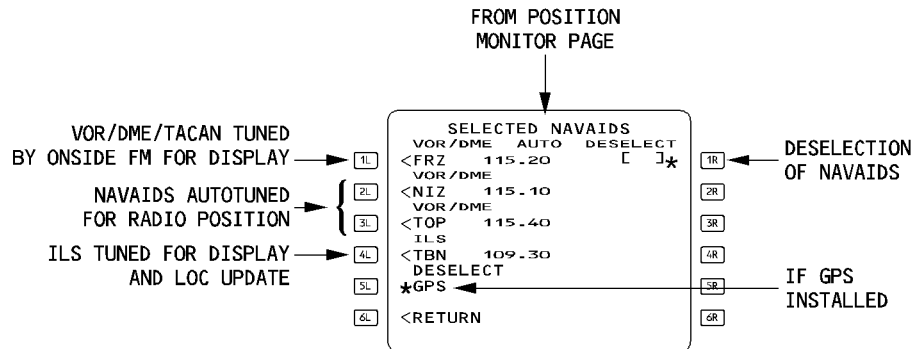 FROM POSITION
MONITOR PAGE
SELECTED NAVAIDS
VOR/DME AUTO DESELECT
VOR/DME/TACAN TUNED
BY ONSIDE FM FOR DISPLAY
1L
<FRZ 115.20 [ ]*
1R
DESELECTION
OF NAVAIDS
VOR/DME
NAVAIDS AUTOTUNED
FOR RADIO POSITION
2L
<NIZ 115.10
2R
VOR/DME
3L
<TOP 115.40
3R
ILS
ILS TUNED FOR DISPLAY
AND LOC UPDATE
4L
<TBN 109.30
4R
DESELECT
5L
*GPS
5R
IF GPS
INSTALLED
6L
<RETURN
6R